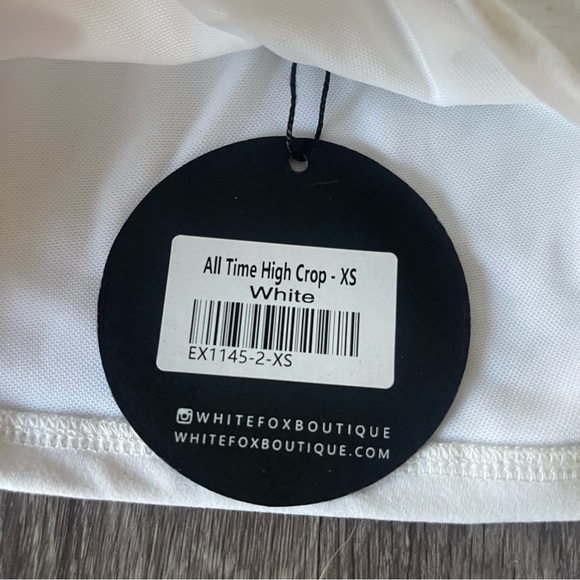 All Time High Crop - XS
White
EX1145-2-XS
WHITEFOXBOUTIQUE
WHITEFOXBOUTIQUE.COM